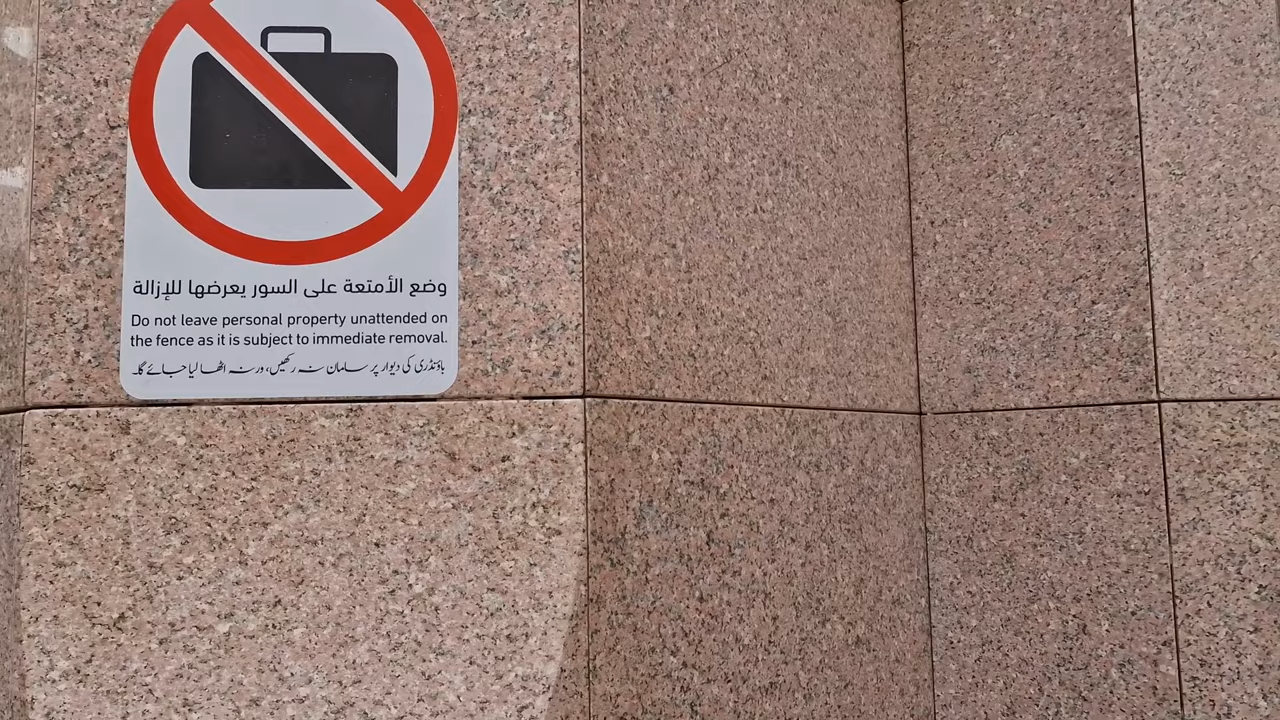 وضع الأمتعة على السور يعرضها للإزالة
Do not leave personal property unattended on
the fence as it is subject to immediate removal.
باؤنڈری کی دیوار پر سامان نہ رکھیں، ورنہ اٹھا لیا جائے گا۔